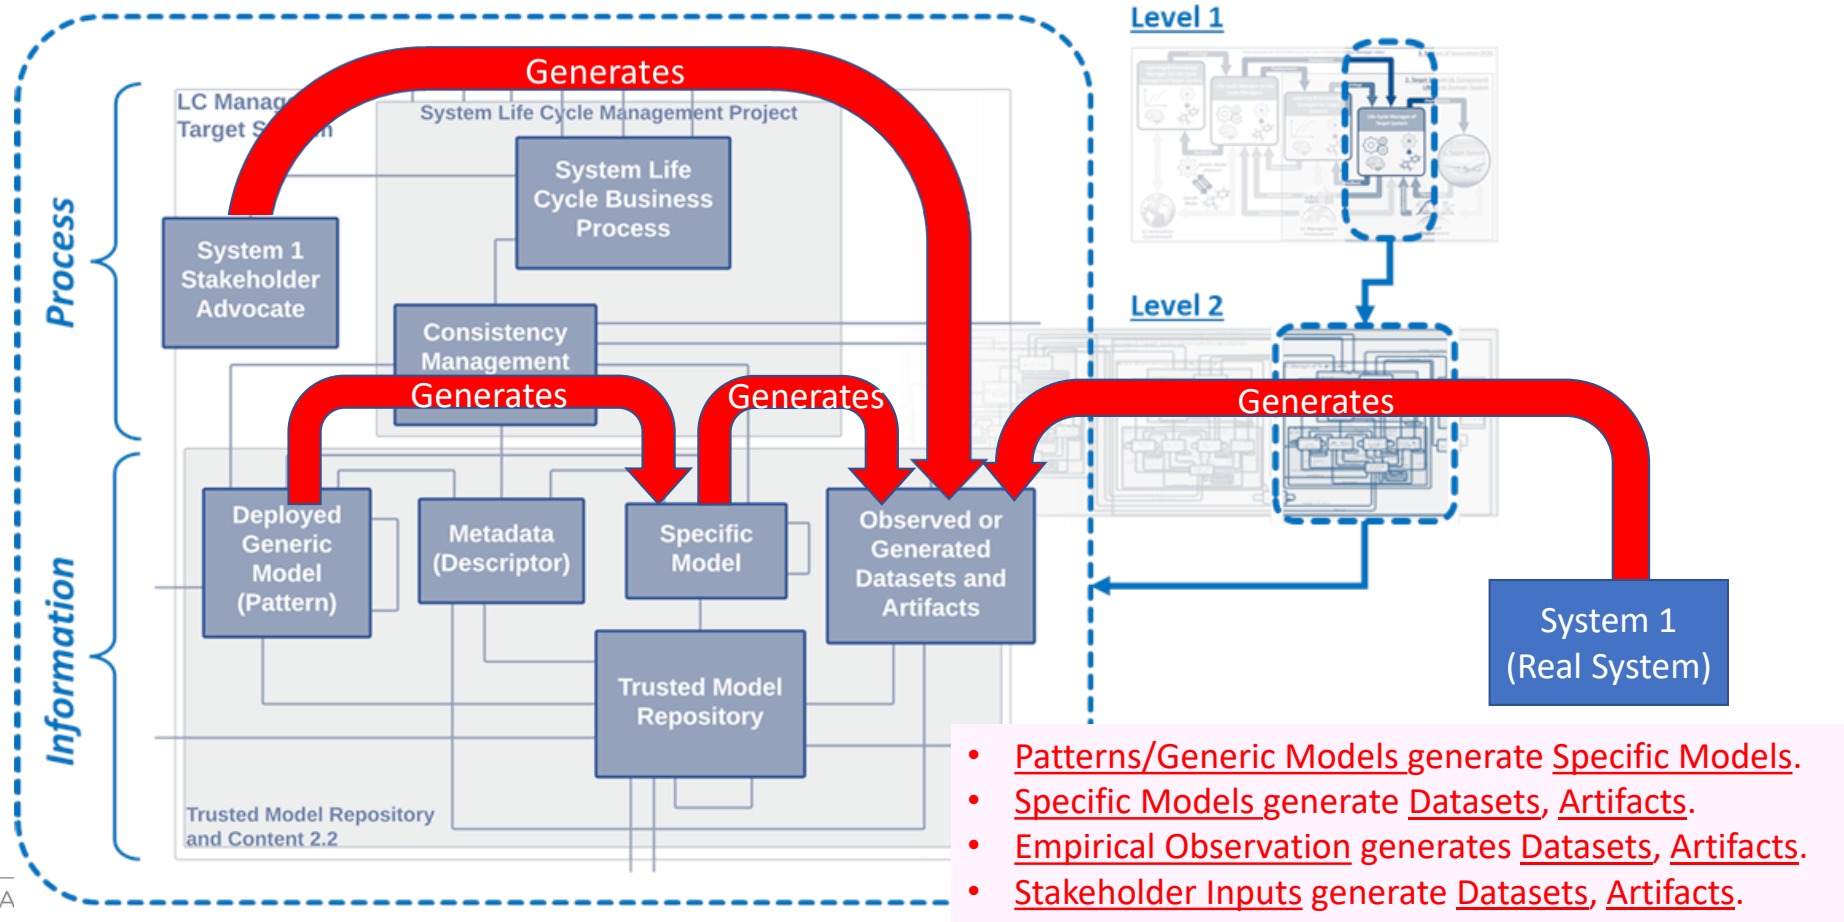 Level 1
Generates
LC Manag
Target S m
System Life Cycle Management Project
System Life
Cycle Business
Process
Process
System 1
Stakeholder
Advocate
Level 2
Consistency
Management
Generates
Generates
Generates
Information
Deployed
Generic
Model
(Pattern)
Metadata
(Descriptor)
Specific
Model
Observed or
Generated
Datasets and
Artifacts
System 1
(Real System)
Trusted Model
Repository
Trusted Model Repository
and Content 2.2
• Patterns/Generic Models generate Specific Models.
• Specific Models generate Datasets, Artifacts.
• Empirical Observation generates Datasets, Artifacts.
• Stakeholder Inputs generate Datasets, Artifacts.
A